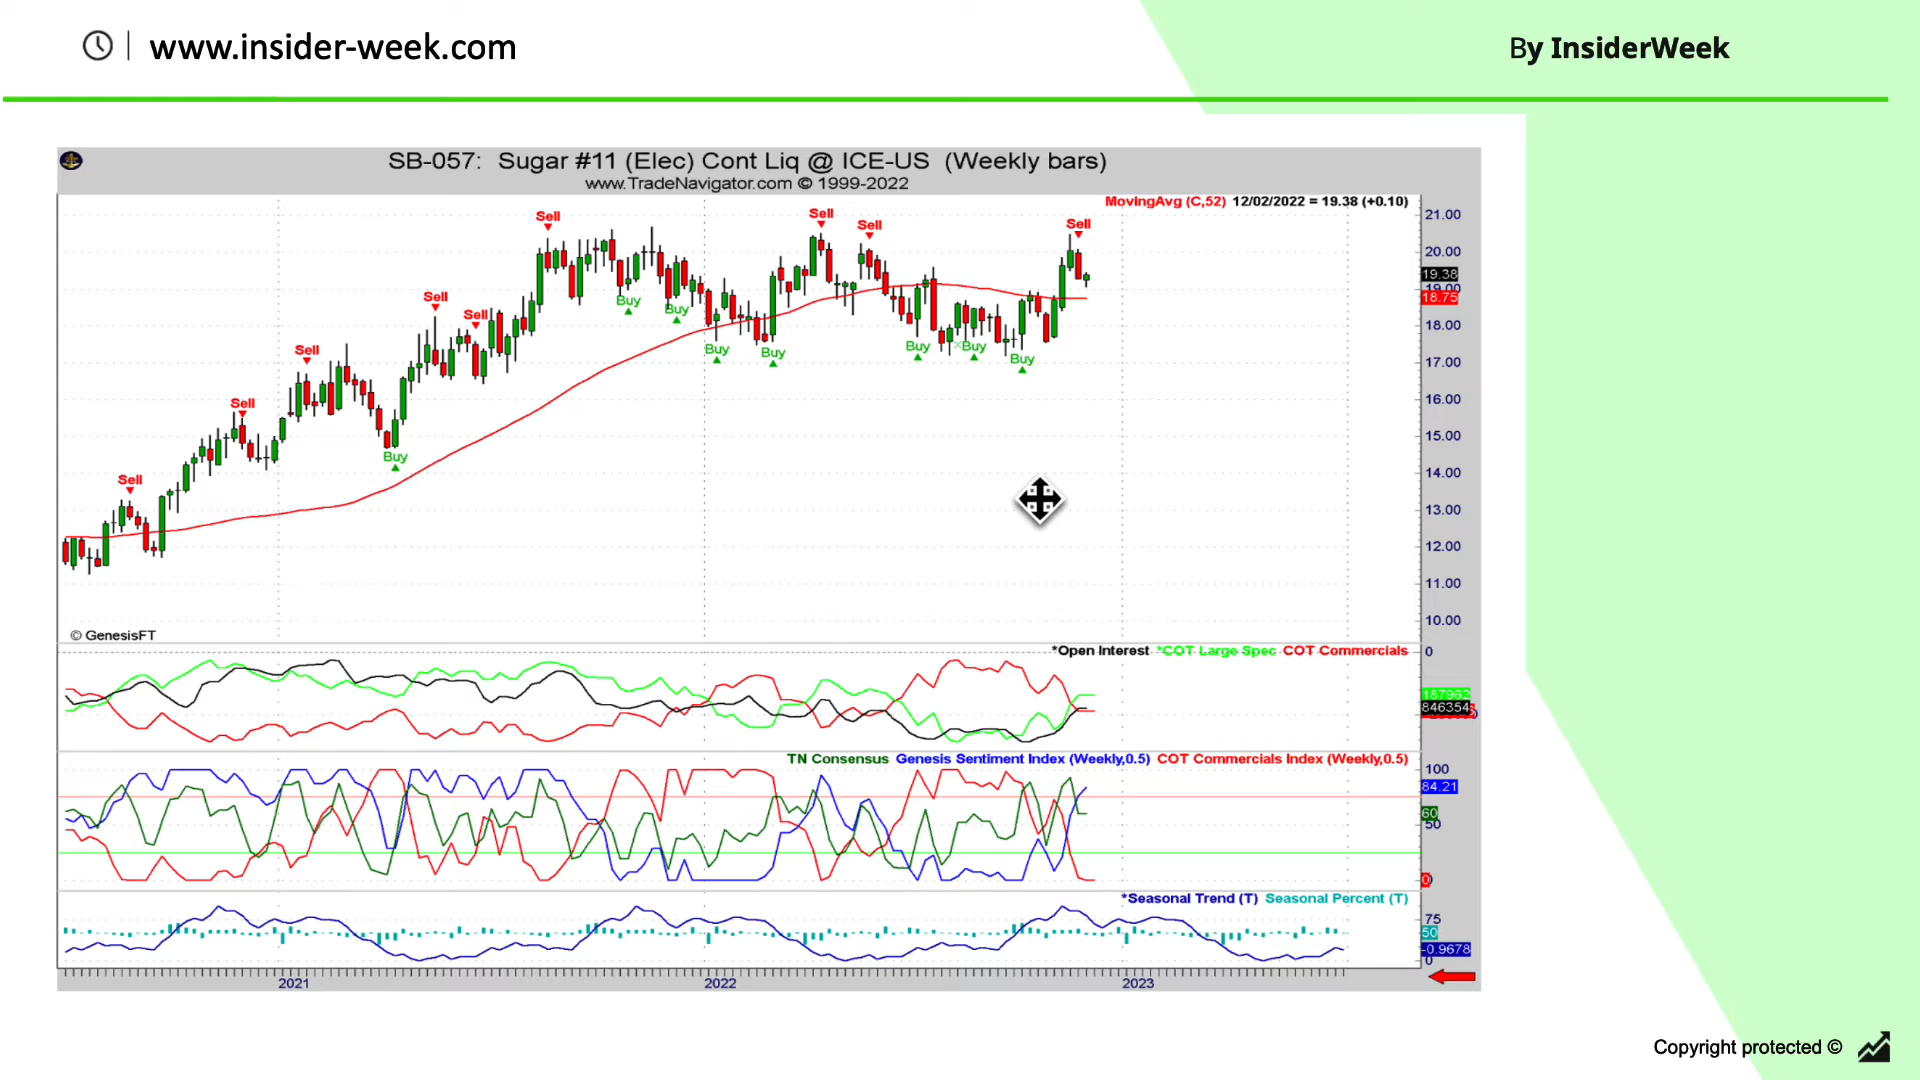 www.insider-week.com
By InsiderWeek
SB-057: Sugar #11 (Elec) Cont Liq @ ICE-US (Weekly bars)
www.TradeNavigator.com © 1999-2022
MovingAvg (C,52) 12/02/2022 = 19.38 (+0.10)
21.00
20.00
19.38
19.00
18.75
18.00
17.00
16.00
15.00
14.00
13.00
12.00
11.00
10.00
Sell
Sell
Sell
Sell
Sell
Sell
Sell
Sell
Sell
Buy
Buy
Buy
Buy
Buy
Buy
Buy
Buy
© GenesisFT
*Open Interest *COT Large Spec COT Commercials
0
187962
846354
TN Consensus Genesis Sentiment Index (Weekly,0.5) COT Commercials Index (Weekly,0.5)
100
84.21
60
50
0
*Seasonal Trend (T) Seasonal Percent (T)
75
50
-0.9678
0
2021
2022
2023
Copyright protected ©